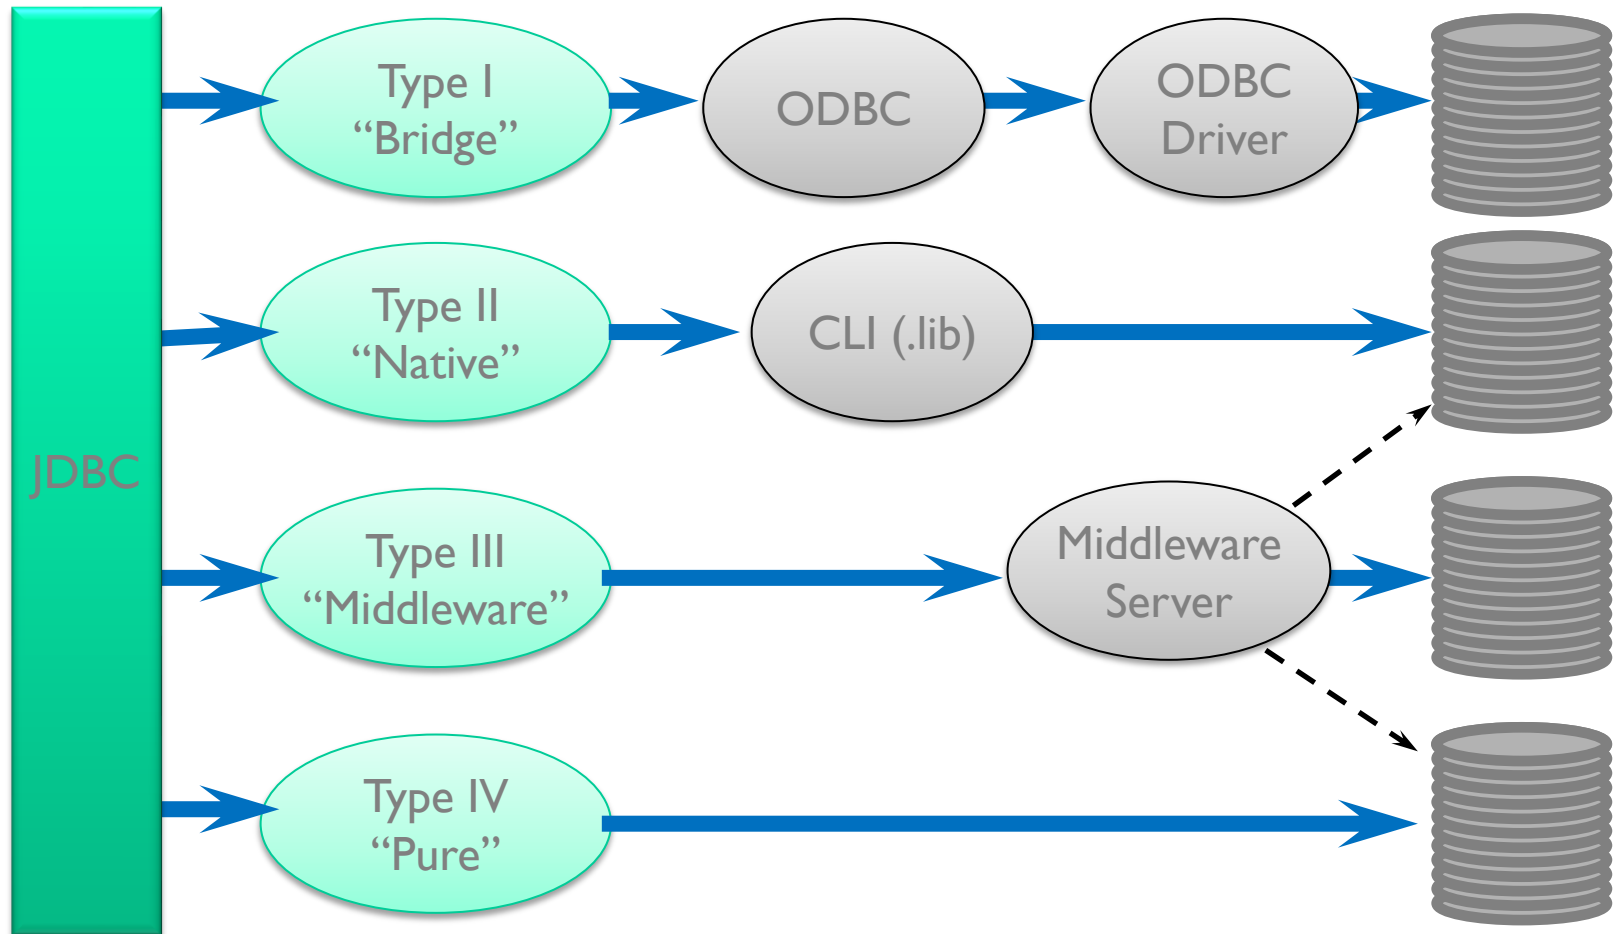 Type I
“Bridge”
ODBC
ODBC
Driver
Type II
“Native”
CLI (.lib)
JDBC
Type III
“Middleware”
Middleware
Server
Type IV
“Pure”